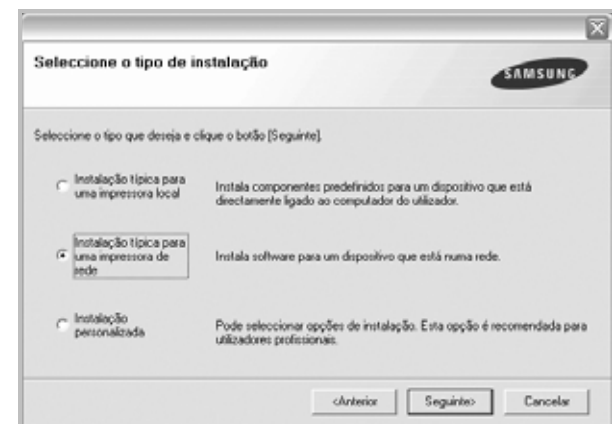 Seleccione o tipo de instalação
SAMSUNG
Seleccione o tipo que deseja e clique o botão [Seguinte].
Instalação típica para
uma impressora local
Instala componentes predefinidos para um dispositivo que está
directamente ligado ao computador do utilizador.
Instalação típica para
uma impressora de
rede
Instala software para um dispositivo que está numa rede.
Instalação
personalizada
Pode seleccionar opções de instalação. Esta opção é recomendada para
utilizadores profissionais.
<Anterior
Seguinte>
Cancelar